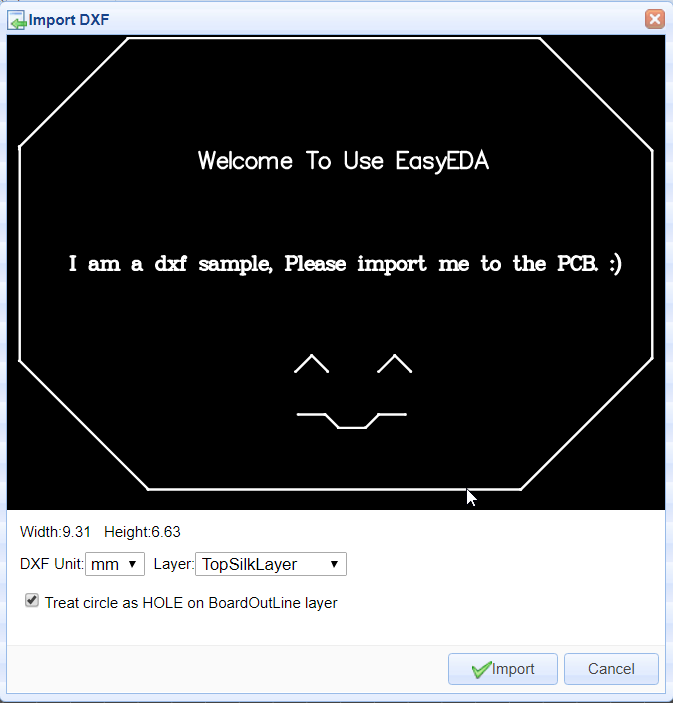 Import DXF
Welcome To Use EasyEDA
I am a dxf sample, Please import me to the PCB. :)
Width:9.31 Height:6.63
DXF Unit: mm Layer: TopSilkLayer
Treat circle as HOLE on BoardOutLine layer
Import Cancel